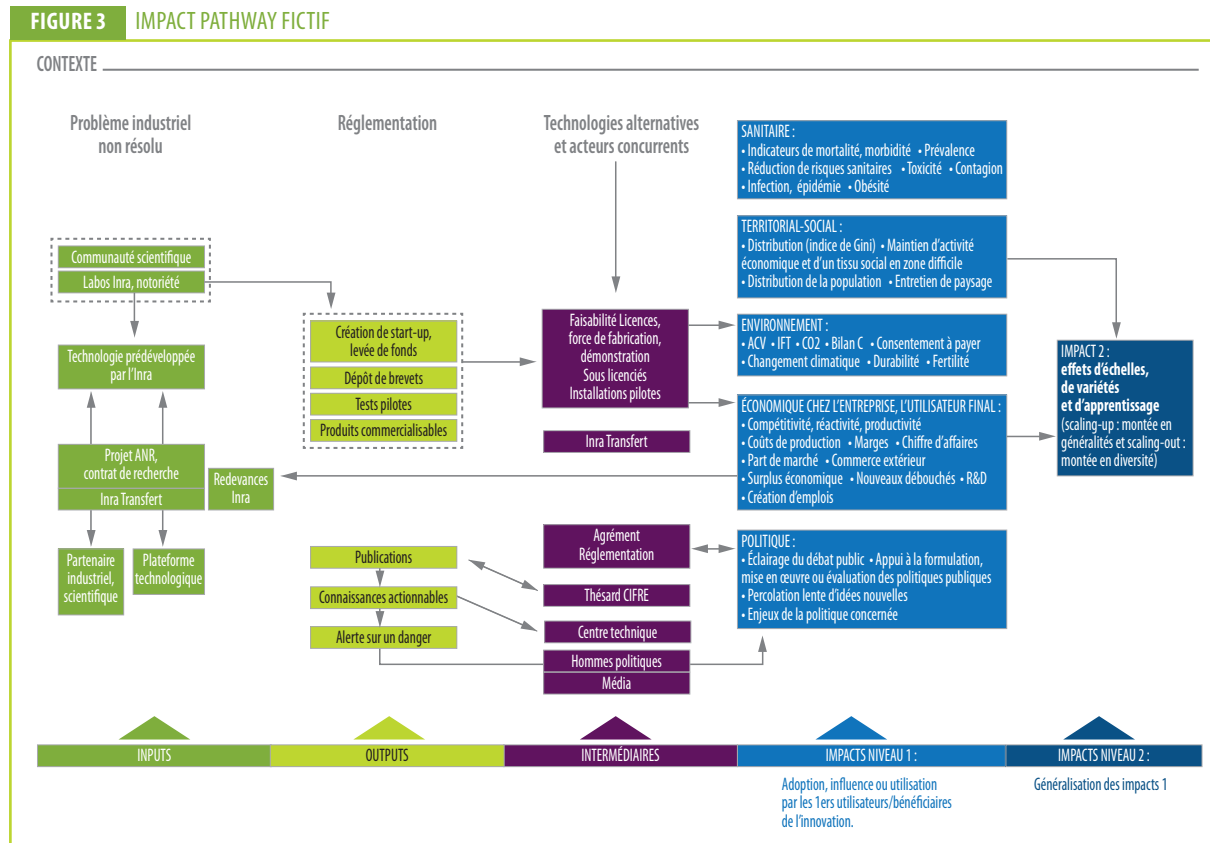 FIGURE 3
IMPACT PATHWAY FICTIF
CONTEXTE
Problème industriel
non résolu
Réglementation
Technologies alternatives
et acteurs concurrents
Communauté scientifique
Labos Inra, notoriété
Technologie prédéveloppée
par l'Inra
Projet ANR,
contrat de recherche
Inra Transfert
Redevances
Inra
Partenaire
industriel,
scientifique
Plateforme
technologique
Création de start-up,
levée de fonds
Dépôt de brevets
Tests pilotes
Produits commercialisables
Publications
Connaissances actionnables
Alerte sur un danger
Faisabilité Licences,
force de fabrication,
démonstration
Sous licenciés
Installations pilotes
Inra Transfert
Agrément
Réglementation
Thésard CIFRE
Centre technique
Hommes politiques
Média
SANITAIRE :
• Indicateurs de mortalité, morbidité • Prévalence
• Réduction de risques sanitaires • Toxicité • Contagion
• Infection, épidémie • Obésité
TERRITORIAL-SOCIAL :
• Distribution (indice de Gini) • Maintien d'activité
économique et d'un tissu social en zone difficile
• Distribution de la population • Entretien de paysage
ENVIRONNEMENT :
• ACV • IFT • CO2 • Bilan C • Consentement à payer
• Changement climatique • Durabilité • Fertilité
ÉCONOMIQUE CHEZ L'ENTREPRISE, L'UTILISATEUR FINAL :
• Compétitivité, réactivité, productivité
• Coûts de production • Marges • Chiffre d'affaires
• Part de marché • Commerce extérieur
• Surplus économique • Nouveaux débouchés • R&D
• Création d'emplois
POLITIQUE :
• Éclairage du débat public • Appui à la formulation,
mise en œuvre ou évaluation des politiques publiques
• Percolation lente d'idées nouvelles
• Enjeux de la politique concernée
IMPACT 2 :
effets d'échelles,
de variétés
et d'apprentissage
(scaling-up : montée en
généralités et scaling-out :
montée en diversité)
INPUTS
OUTPUTS
INTERMÉDIAIRES
IMPACTS NIVEAU 1 :
IMPACTS NIVEAU 2 :
Adoption, influence ou utilisation
par les 1ers utilisateurs/bénéficiaires
de l'innovation.
Généralisation des impacts 1